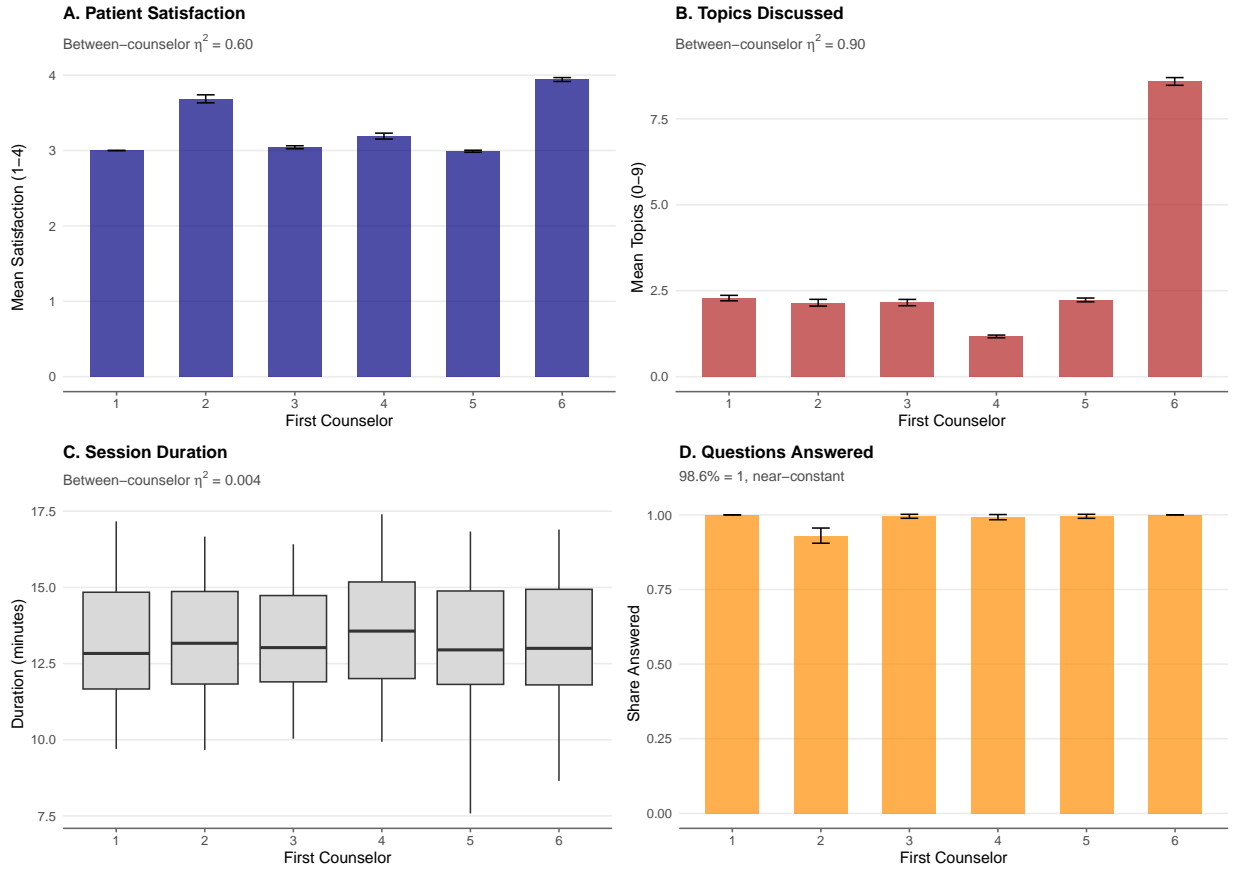 A. Patient Satisfaction
Between−counselor η² = 0.60
Mean Satisfaction (1−4)
4
3
2
1
0
1 2 3 4 5 6
First Counselor
B. Topics Discussed
Between−counselor η² = 0.90
Mean Topics (0−9)
7.5
5.0
2.5
0.0
1 2 3 4 5 6
First Counselor
C. Session Duration
Between−counselor η² = 0.004
Duration (minutes)
17.5
15.0
12.5
10.0
7.5
1 2 3 4 5 6
First Counselor
D. Questions Answered
98.6% = 1, near−constant
Share Answered
1.00
0.75
0.50
0.25
0.00
1 2 3 4 5 6
First Counselor